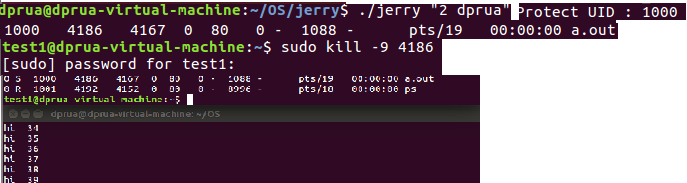 dprua@dprua-virtual-machine:~/OS/jerry$ ./jerry "2 dprua" Protect UID : 1000
1000 4186 4167 0 80 0 - 1088 - pts/19 00:00:00 a.out
test1@dprua-virtual-machine:~$ sudo kill -9 4186
[sudo] password for test1:
0 S 1000 4186 4167 0 80 0 - 1088 - pts/19 00:00:00 a.out
0 R 1001 4192 4152 0 80 0 - 8996 - pts/18 00:00:00 ps
test1@dprua-virtual-machine:~$
dprua@dprua-virtual-machine: ~/OS
hi 34
hi 35
hi 36
hi 37
hi 38
hi 39